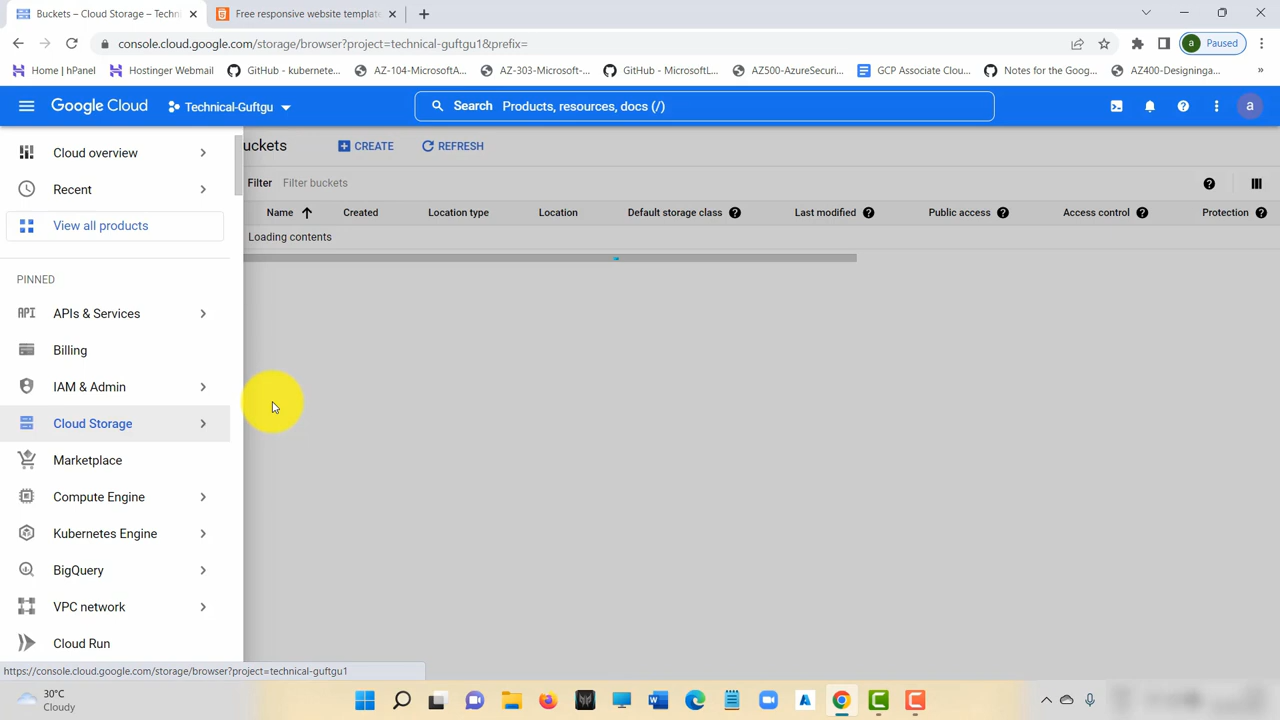 Buckets – Cloud Storage – Techni
Free responsive website template
console.cloud.google.com/storage/browser?project=technical-guftgu1&prefix=
a
Paused
Home | hPanel
Hostinger Webmail
GitHub - kubernete...
AZ-104-MicrosoftA...
AZ-303-Microsoft-...
GitHub - MicrosoftL...
AZ500-AzureSecuri...
GCP Associate Clou...
Notes for the Goog...
AZ400-Designinga...
»
Google Cloud
Technical-Guftgu
Search Products, resources, docs (/)
a
Cloud overview
Recent
View all products
PINNED
API APIs & Services
Billing
IAM & Admin
Cloud Storage
Marketplace
Compute Engine
Kubernetes Engine
BigQuery
VPC network
Cloud Run
uckets
CREATE
REFRESH
Filter Filter buckets
Name
Created
Location type
Location
Default storage class
Last modified
Public access
Access control
Protection
Loading contents
https://console.cloud.google.com/storage/browser?project=technical-guftgu1
30°C
Cloudy